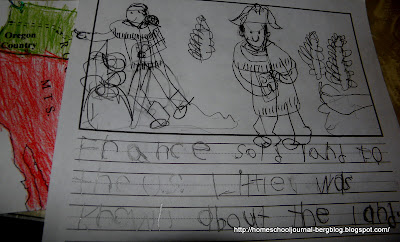 Oregon
Country
MTS
France sold land to
the U.S. Little was
known about the land.
http://homeschooljournal-bergblog.blogspot.com/